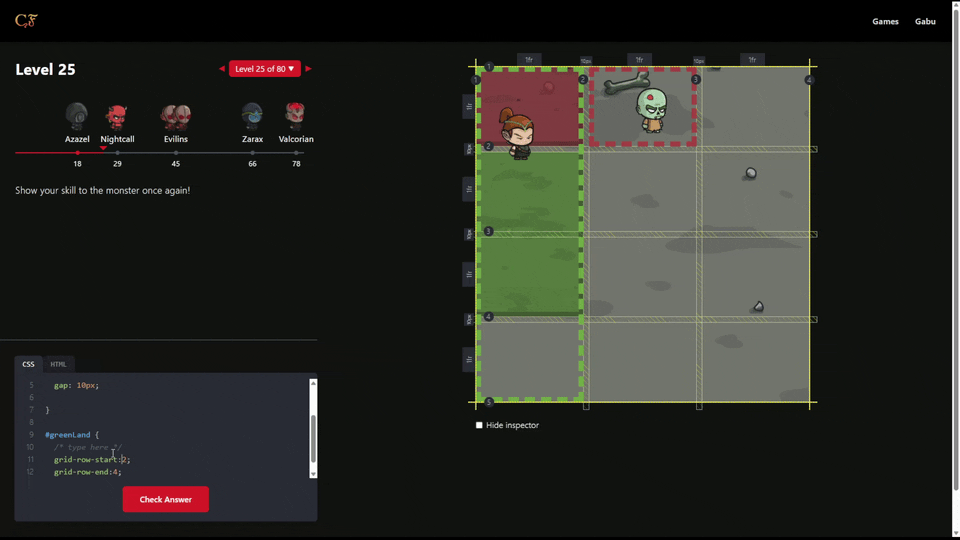 CF
Games Gabu
Level 25
Level 25 of 80 ▼
Azazel Nightcall Evilins Zarax Valcorian
18 29 45 66 78
Show your skill to the monster once again!
1fr 10px 1fr 10px 1fr
1 1 2 3 4
1fr
2
10px
1fr
3
10px
1fr
4
10px
1fr
5
Hide inspector
CSS HTML
5 gap: 10px;
6
7 }
8
9 #greenLand {
10 /* type here */
11 grid-row-start:2;
12 grid-row-end:4;
Check Answer